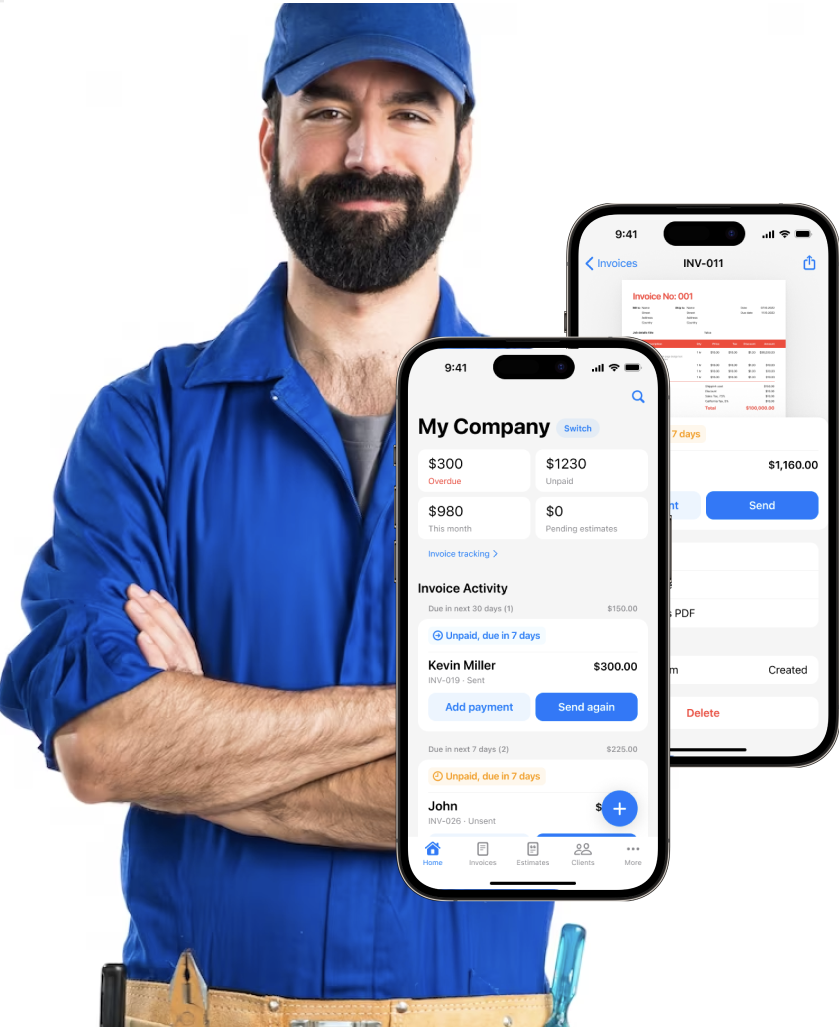 9:41
Invoices
INV-011
Invoice No: 001
Total $100,000.00
7 days
$1,160.00
Send
PDF
Created
Delete
9:41
My Company
Switch
$300
Overdue
$1230
Unpaid
$980
This month
$0
Pending estimates
Invoice tracking
Invoice Activity
Due in next 30 days (1) $150.00
Unpaid, due in 7 days
Kevin Miller $300.00
INV-019 · Sent
Add payment
Send again
Due in next 7 days (2) $225.00
Unpaid, due in 7 days
John $
INV-026 · Unsent
Home
Invoices
Estimates
Clients
More